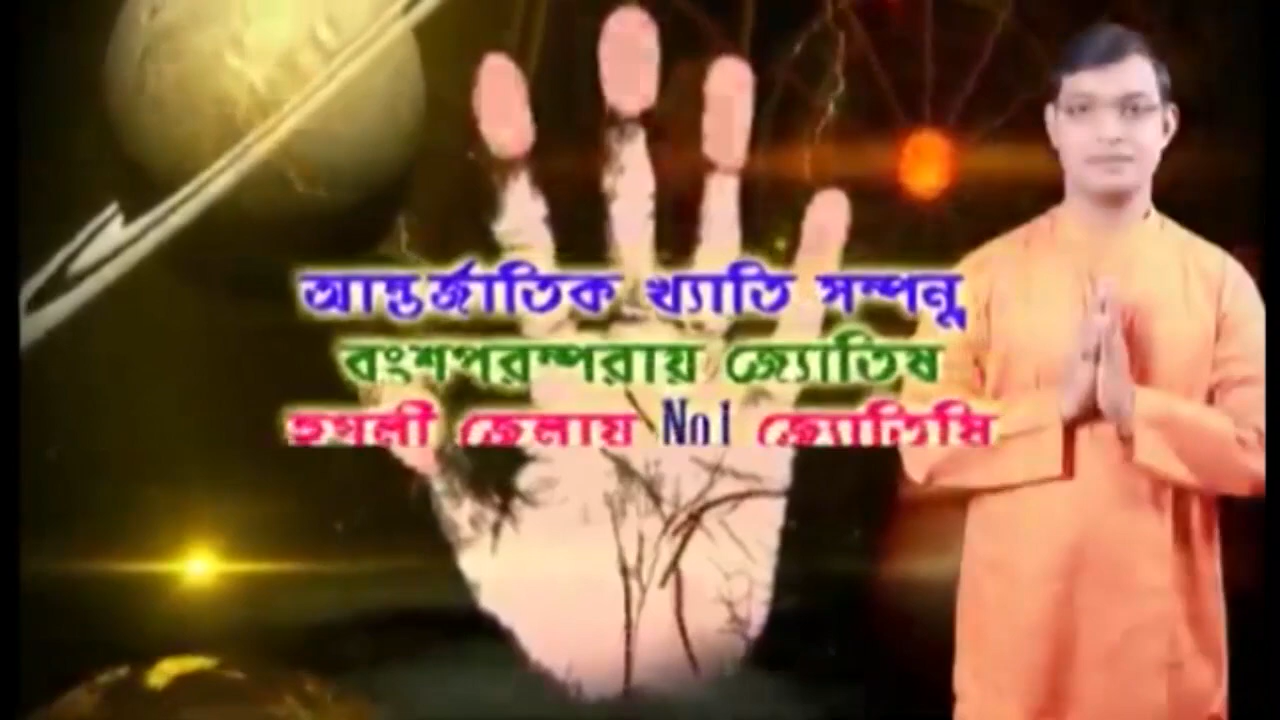 আন্তর্জাতিক খ্যাতি সম্পন্ন
বংশপরম্পরায় জ্যোতিষ
হুগলী জেলায় No1 জ্যোতিষি